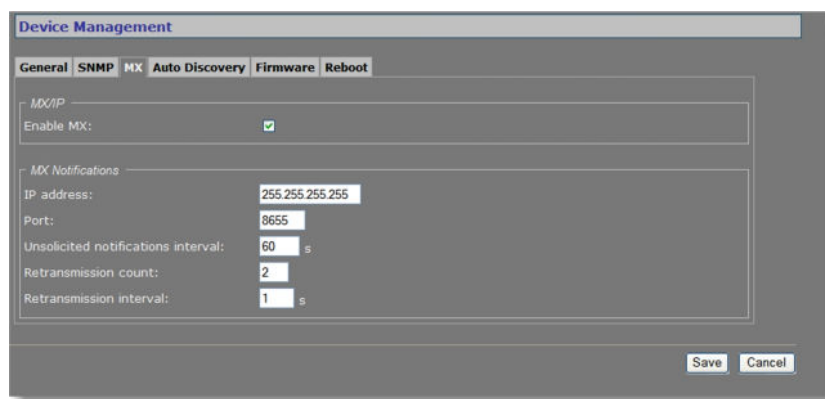 Device Management
General SNMP MX Auto Discovery Firmware Reboot
MX/IP
Enable MX:
MX Notifications
IP address: 255.255.255.255
Port: 8655
Unsolicited notifications interval: 60 s
Retransmission count: 2
Retransmission interval: 1 s
Save Cancel